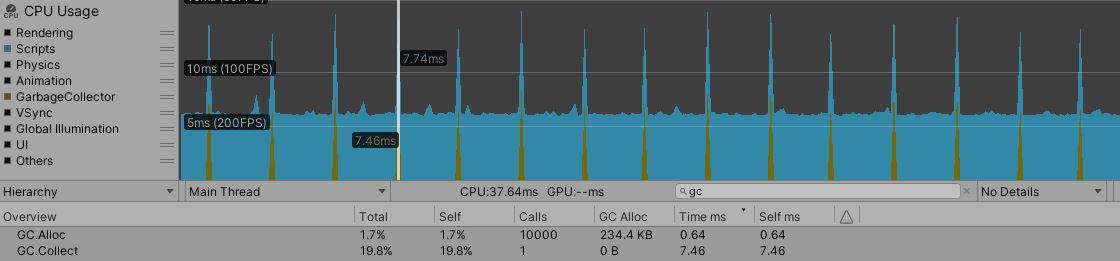 CPU Usage
CPU
Rendering
Scripts
Physics
Animation
GarbageCollector
VSync
Global Illumination
UI
Others
7.74ms
10ms (100FPS)
5ms (200FPS)
7.46ms
Hierarchy Main Thread CPU:37.64ms GPU:--ms gc No Details
Overview Total Self Calls GC Alloc Time ms Self ms
GC.Alloc 1.7% 1.7% 10000 234.4 KB 0.64 0.64
GC.Collect 19.8% 19.8% 1 0 B 7.46 7.46